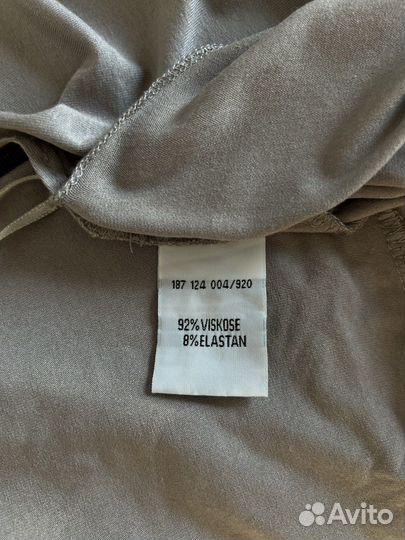 187 124 004/920
92%VISKOSE
8%ELASTAN
Avito